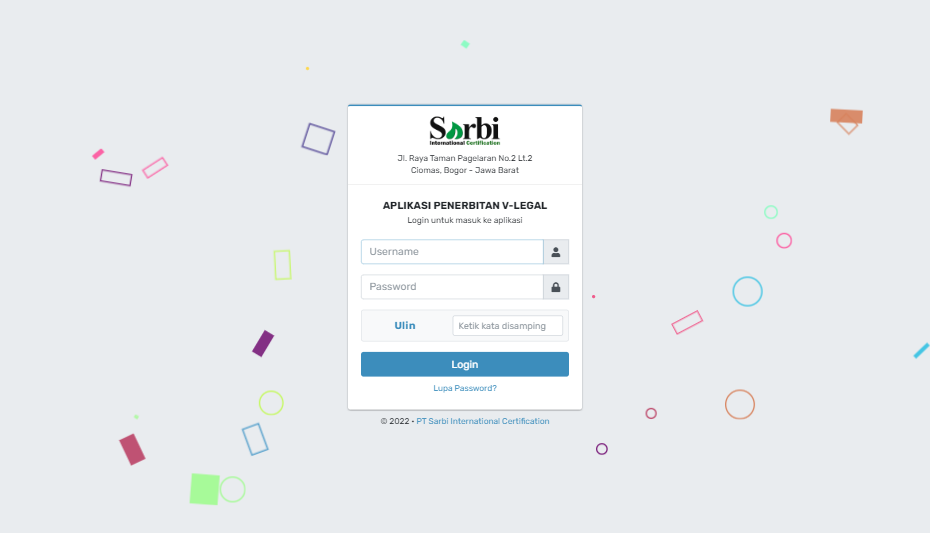 Sarbi
International Certification
Jl. Raya Taman Pagelaran No.2 Lt.2
Ciomas, Bogor - Jawa Barat
APLIKASI PENERBITAN V-LEGAL
Login untuk masuk ke aplikasi
Username
Password
Ulin
Ketik kata disamping
Login
Lupa Password?
© 2022 - PT Sarbi International Certification